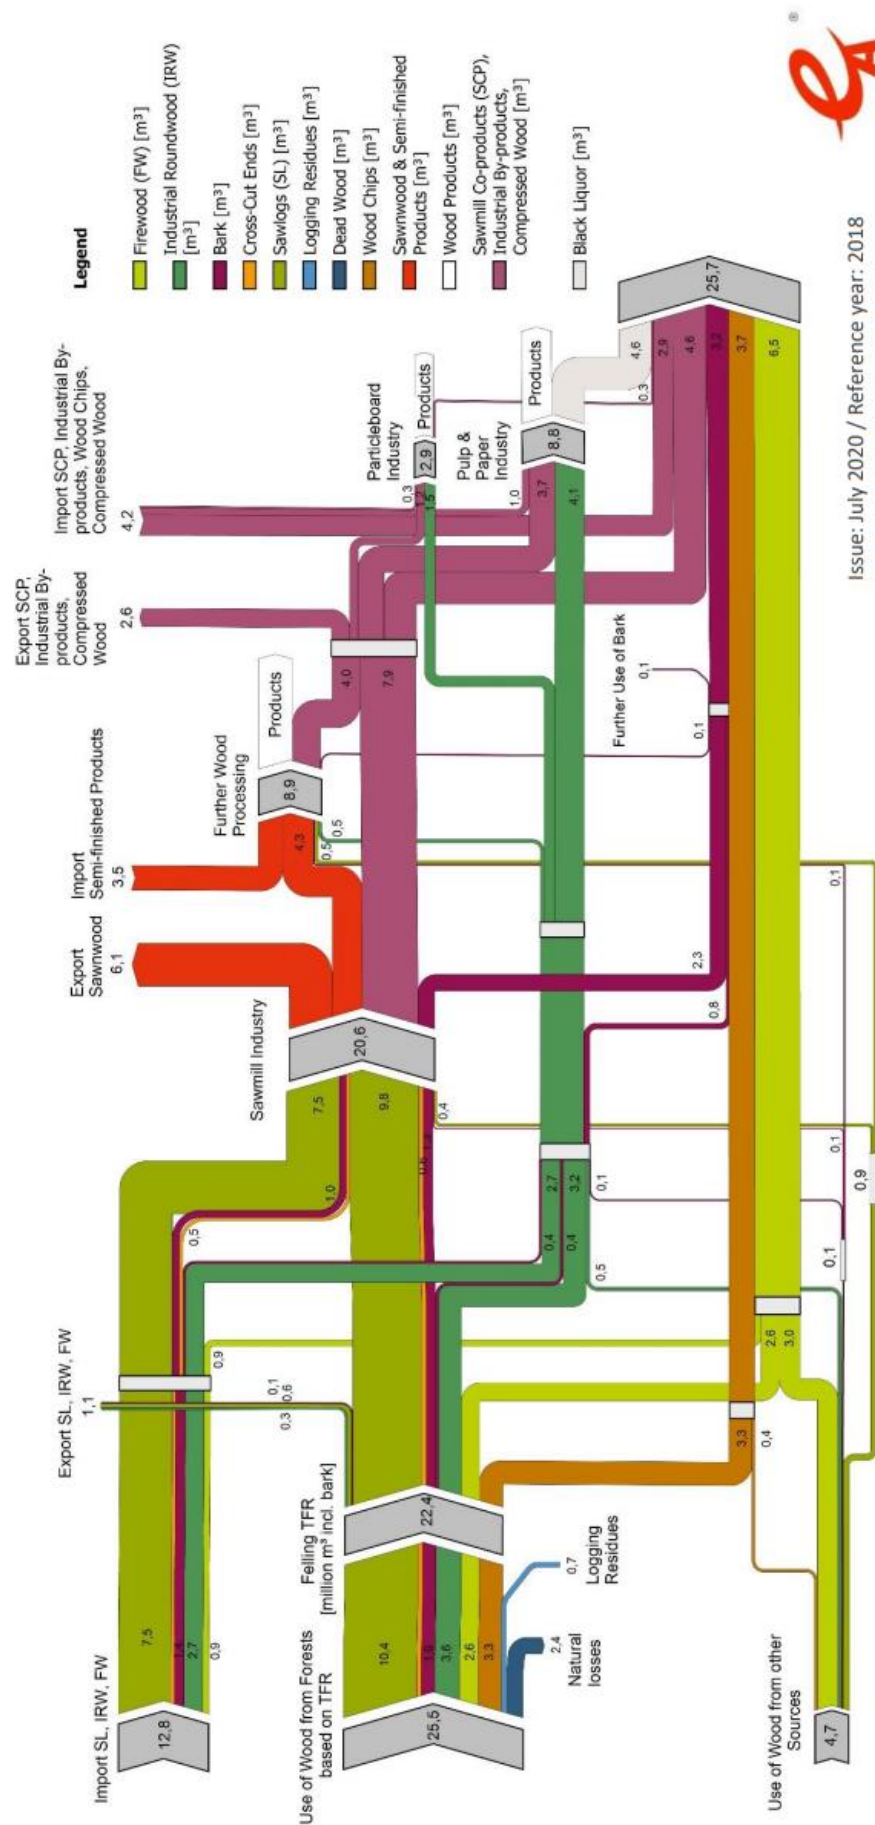 Import SL, IRW, FW
12,8
7,5
1,4
2,7
0,9
Export SL, IRW, FW
1,1
0,1
0,6
0,3
0,9
0,5
1,0
7,5
Use of Wood from Forests
based on TFR
25,5
10,4
3,6
2,6
3,3
Felling TFR
[million m³ incl. bark]
22,4
2,4
Natural
losses
0,7
Logging
Residues
Use of Wood from other
Sources
4,7
3,3
0,4
2,6
3,0
0,4
0,4
2,7
3,2
0,5
0,1
0,1
0,1
0,9
9,8
0,4
Sawmill Industry
20,6
Export
Sawnwood
6,1
Import
Semi-finished Products
3,5
Further Wood
Processing
8,9
4,3
0,5
0,5
0,1
2,3
0,8
Products
4,0
7,9
Export SCP,
Industrial By-
products,
Compressed
Wood
2,6
Import SCP, Industrial By-
products, Wood Chips,
Compressed Wood
4,2
Further Use of Bark
0,1
0,1
Particleboard
Industry
0,3
1,2
1,5
2,9
Products
Pulp &
Paper
Industry
1,0
3,7
4,1
8,8
Products
0,3
4,6
2,9
4,6
3,2
3,7
6,5
25,7
Legend
Firewood (FW) [m³]
Industrial Roundwood (IRW)
[m³]
Bark [m³]
Cross-Cut Ends [m³]
Sawlogs (SL) [m³]
Logging Residues [m³]
Dead Wood [m³]
Wood Chips [m³]
Sawnwood & Semi-finished
Products [m³]
Wood Products [m³]
Sawmill Co-products (SCP),
Industrial By-products,
Compressed Wood [m³]
Black Liquor [m³]
®
Issue: July 2020 / Reference year: 2018